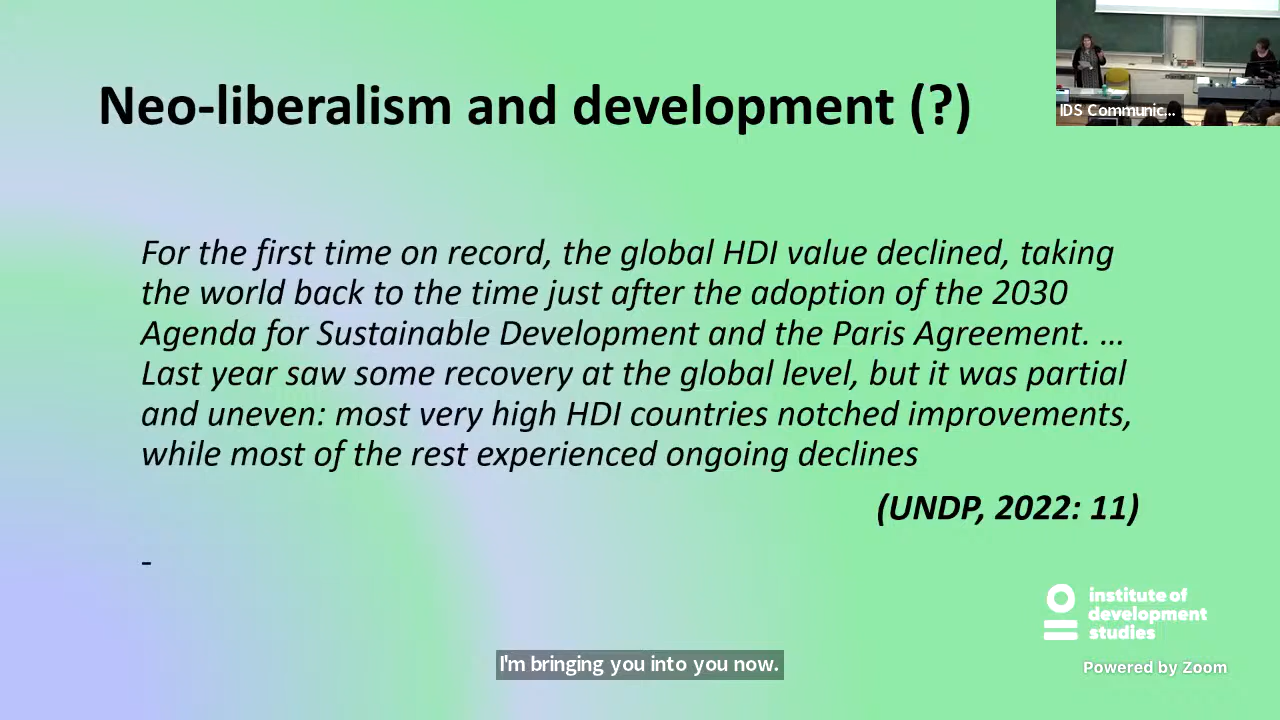 Neo-liberalism and development (?)
IDS Communic...
For the first time on record, the global HDI value declined, taking
the world back to the time just after the adoption of the 2030
Agenda for Sustainable Development and the Paris Agreement. ...
Last year saw some recovery at the global level, but it was partial
and uneven: most very high HDI countries notched improvements,
while most of the rest experienced ongoing declines
(UNDP, 2022: 11)
-
institute of
development
studies
I'm bringing you into you now.
Powered by Zoom